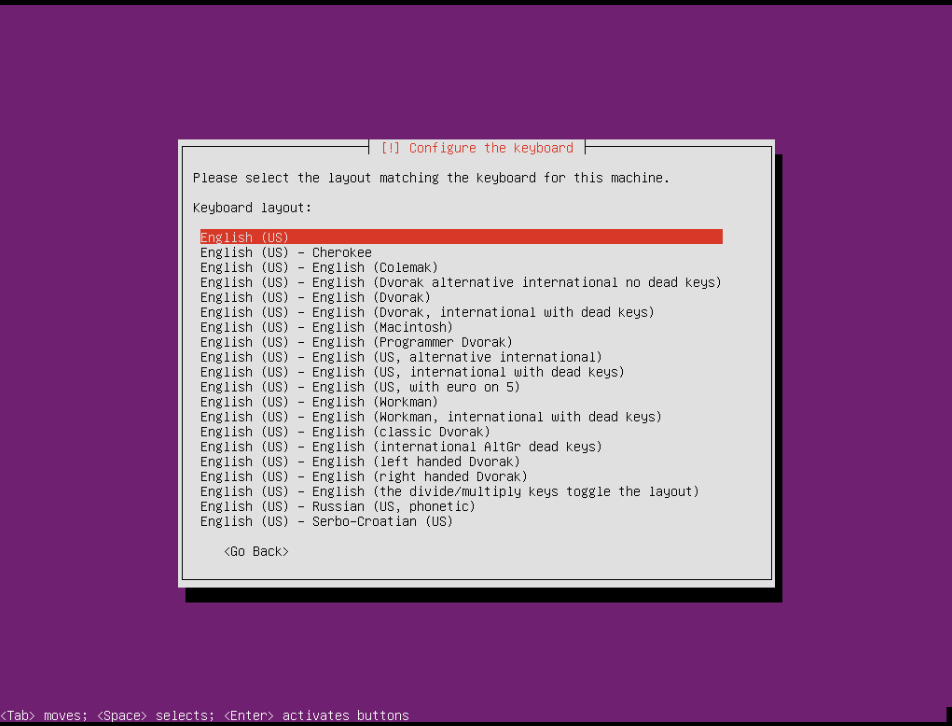 [!] Configure the keyboard
Please select the layout matching the keyboard for this machine.
Keyboard layout:
English (US)
English (US) - Cherokee
English (US) - English (Colemak)
English (US) - English (Dvorak alternative international no dead keys)
English (US) - English (Dvorak)
English (US) - English (Dvorak, international with dead keys)
English (US) - English (Macintosh)
English (US) - English (Programmer Dvorak)
English (US) - English (US, alternative international)
English (US) - English (US, international with dead keys)
English (US) - English (US, with euro on 5)
English (US) - English (Workman)
English (US) - English (Workman, international with dead keys)
English (US) - English (classic Dvorak)
English (US) - English (international AltGr dead keys)
English (US) - English (left handed Dvorak)
English (US) - English (right handed Dvorak)
English (US) - English (the divide/multiply keys toggle the layout)
English (US) - Russian (US, phonetic)
English (US) - Serbo-Croatian (US)
<Go Back>
<Tab> moves; <Space> selects; <Enter> activates buttons